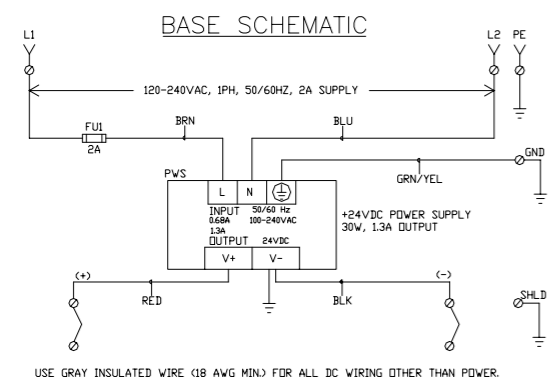 BASE SCHEMATIC
L1
L2 PE
120-240VAC, 1PH, 50/60HZ, 2A SUPPLY
FU1
2A
BRN
BLU
GND
GRN/YEL
PWS
L N
INPUT 50/60 Hz
0.68A 100-240VAC
1.3A
OUTPUT 24VDC
V+ V-
+24VDC POWER SUPPLY
30W, 1.3A OUTPUT
(+)
(-)
RED
BLK
SHLD
USE GRAY INSULATED WIRE (18 AWG MIN.) FOR ALL DC WIRING OTHER THAN POWER.